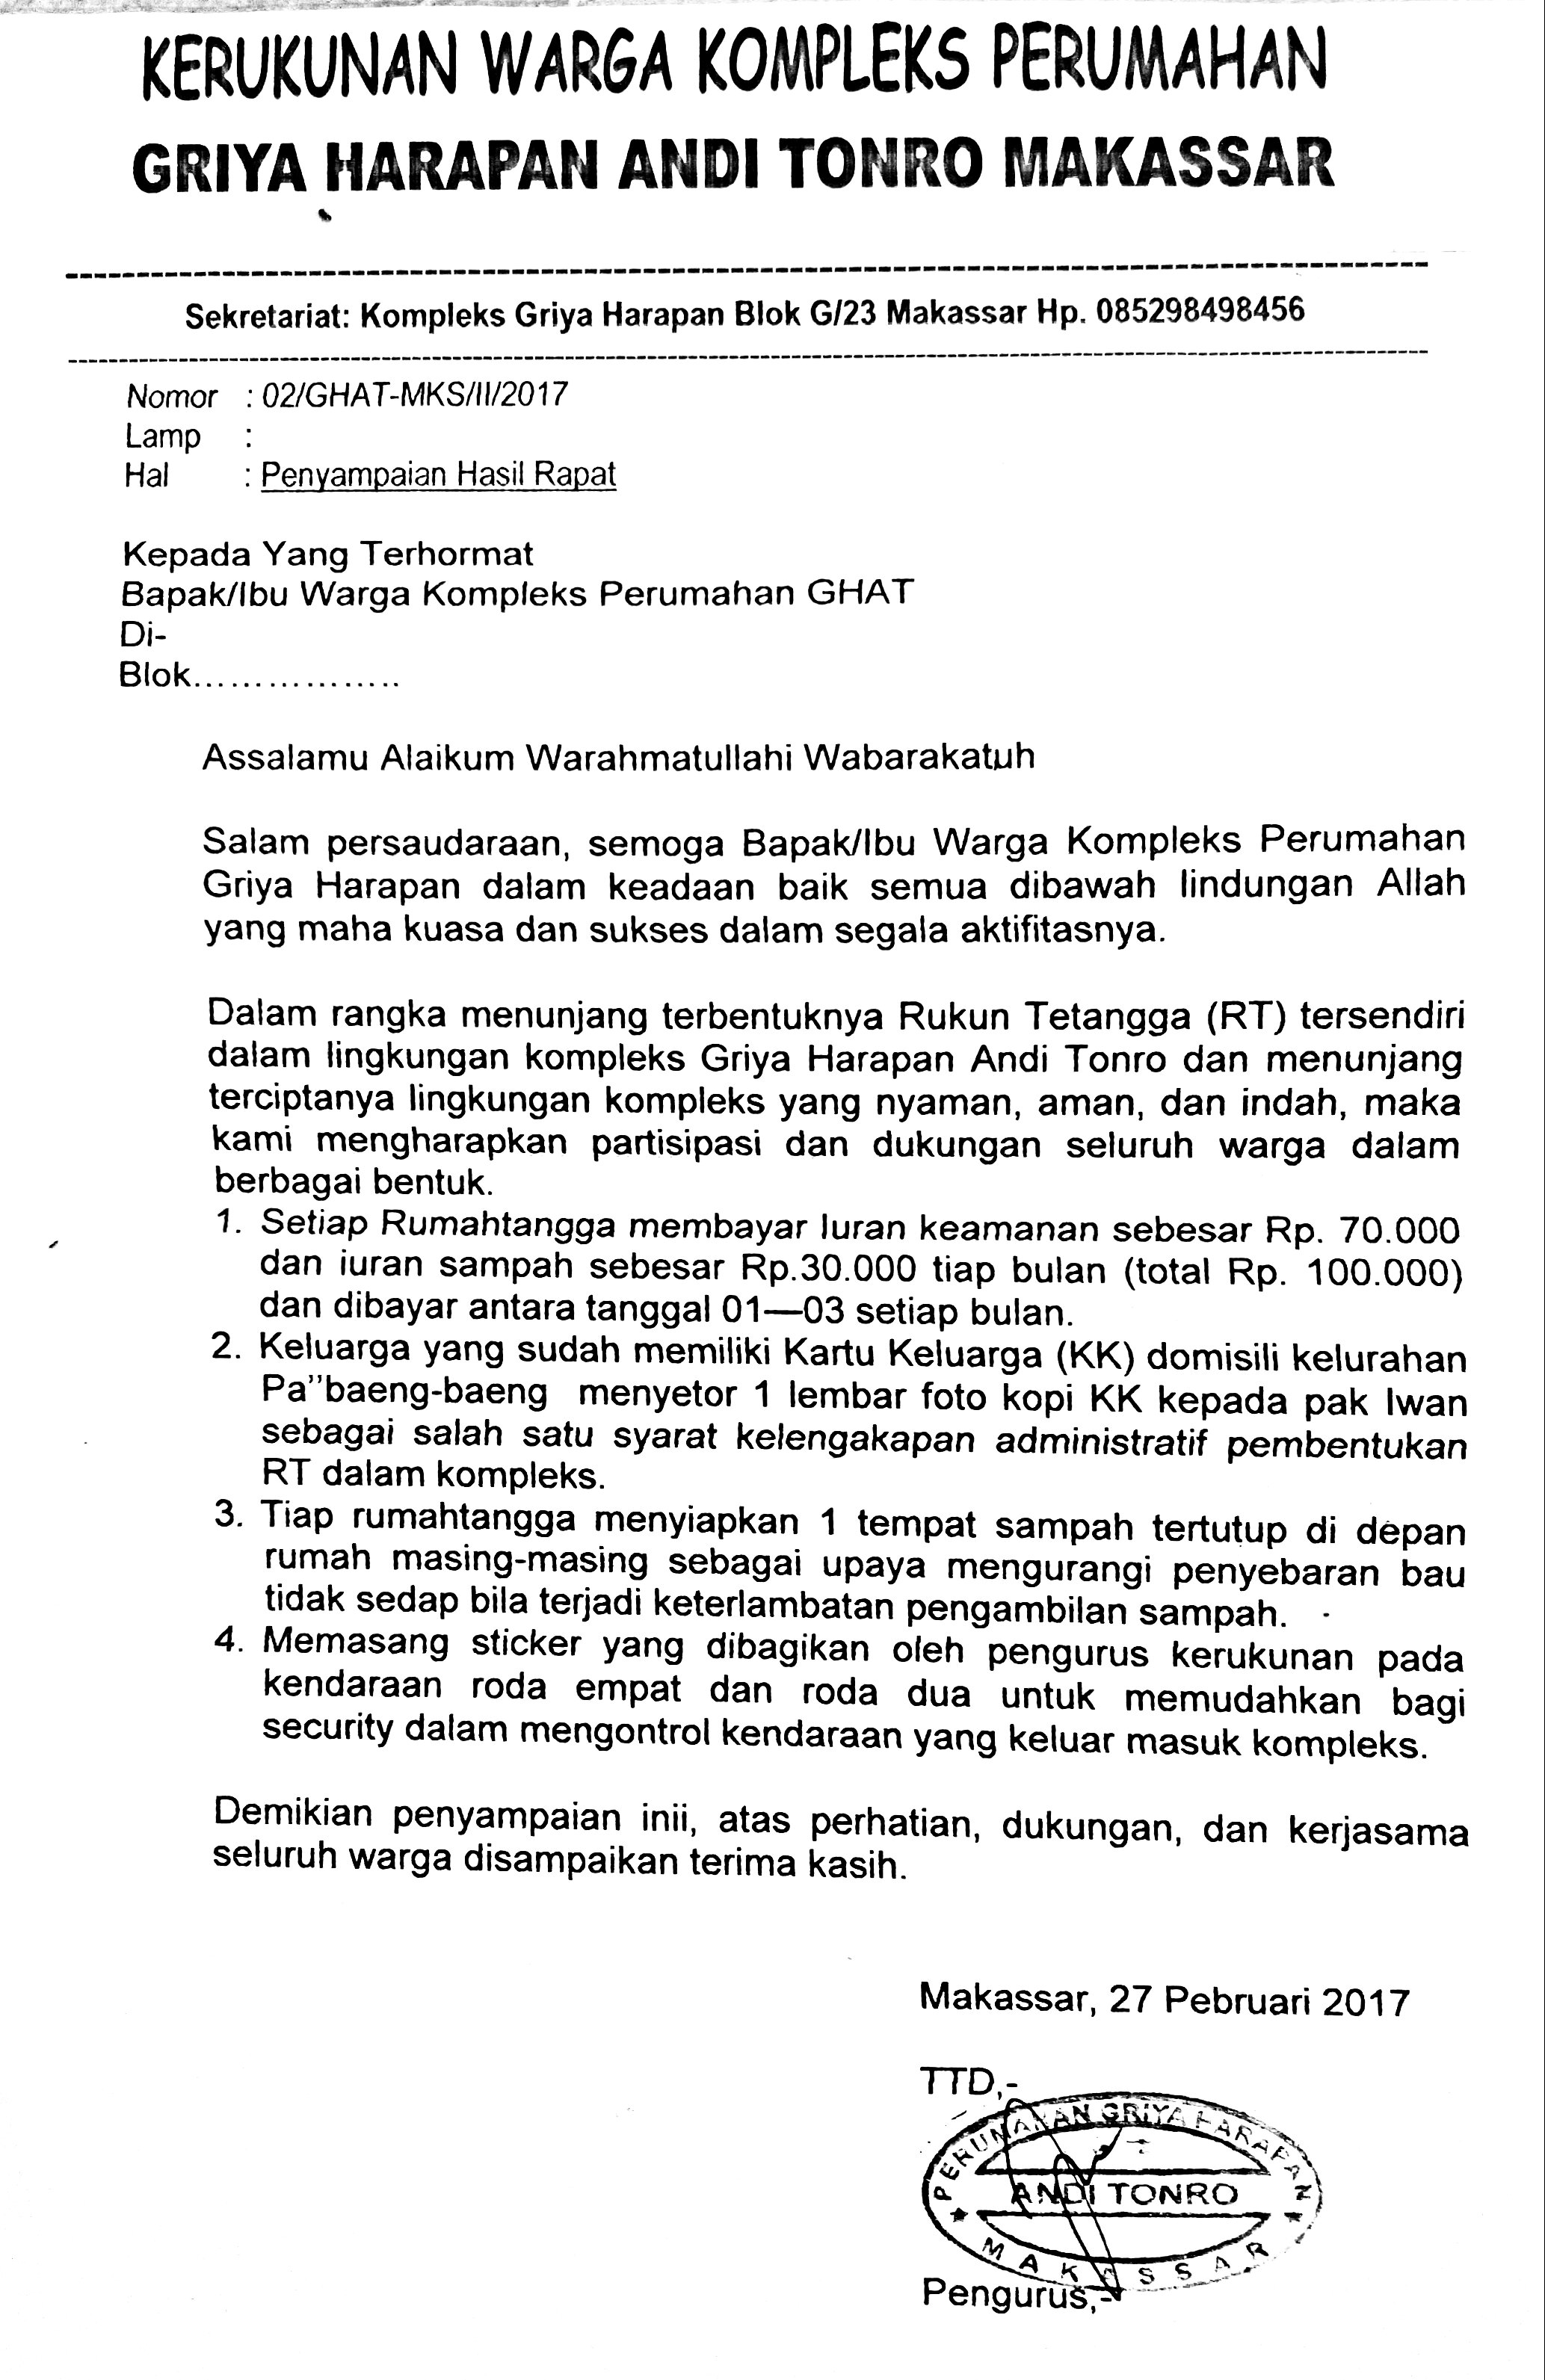 KERUKUNAN WARGA KOMPLEKS PERUMAHAN
GRIYA HARAPAN ANDI TONRO MAKASSAR
Sekretariat: Kompleks Griya Harapan Blok G/23 Makassar Hp. 085298498456
Nomor : 02/GHAT-MKS/II/2017
Lamp :
Hal : Penyampaian Hasil Rapat
Kepada Yang Terhormat
Bapak/Ibu Warga Kompleks Perumahan GHAT
Di-
Blok.................
Assalamu Alaikum Warahmatullahi Wabarakatuh
Salam persaudaraan, semoga Bapak/Ibu Warga Kompleks Perumahan
Griya Harapan dalam keadaan baik semua dibawah lindungan Allah
yang maha kuasa dan sukses dalam segala aktifitasnya.
Dalam rangka menunjang terbentuknya Rukun Tetangga (RT) tersendiri
dalam lingkungan kompleks Griya Harapan Andi Tonro dan menunjang
terciptanya lingkungan kompleks yang nyaman, aman, dan indah, maka
kami mengharapkan partisipasi dan dukungan seluruh warga dalam
berbagai bentuk.
1. Setiap Rumahtangga membayar Iuran keamanan sebesar Rp. 70.000
dan iuran sampah sebesar Rp.30.000 tiap bulan (total Rp. 100.000)
dan dibayar antara tanggal 01—03 setiap bulan.
2. Keluarga yang sudah memiliki Kartu Keluarga (KK) domisili kelurahan
Pa''baeng-baeng menyetor 1 lembar foto kopi KK kepada pak Iwan
sebagai salah satu syarat kelengakapan administratif pembentukan
RT dalam kompleks.
3. Tiap rumahtangga menyiapkan 1 tempat sampah tertutup di depan
rumah masing-masing sebagai upaya mengurangi penyebaran bau
tidak sedap bila terjadi keterlambatan pengambilan sampah.
4. Memasang sticker yang dibagikan oleh pengurus kerukunan pada
kendaraan roda empat dan roda dua untuk memudahkan bagi
security dalam mengontrol kendaraan yang keluar masuk kompleks.
Demikian penyampaian inii, atas perhatian, dukungan, dan kerjasama
seluruh warga disampaikan terima kasih.
Makassar, 27 Pebruari 2017
TTD,-
PERUMAHAN GRIYA HARAPAN
ANDI TONRO
MAKASSAR
Pengurus,-